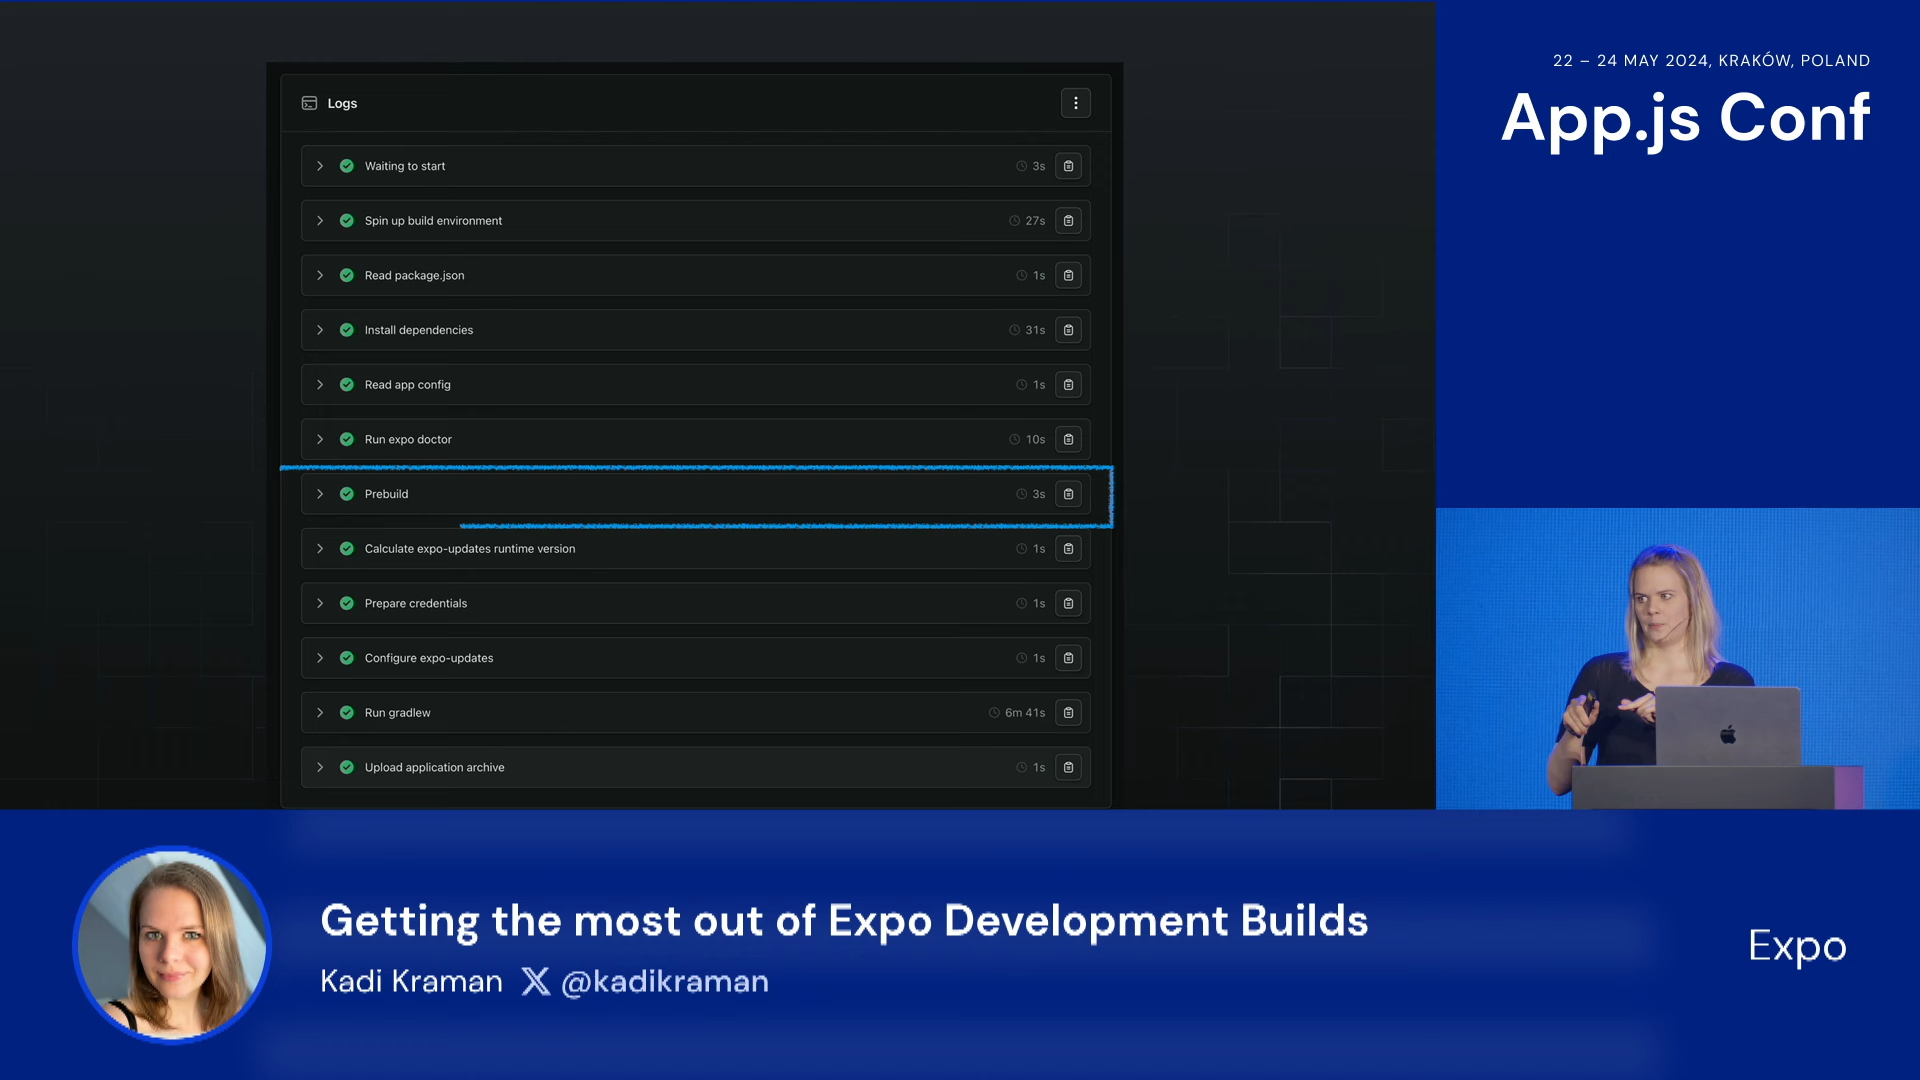 22 – 24 MAY 2024, KRAKÓW, POLAND
App.js Conf
Logs
Waiting to start 3s
Spin up build environment 27s
Read package.json 1s
Install dependencies 31s
Read app config 1s
Run expo doctor 10s
Prebuild 3s
Calculate expo-updates runtime version 1s
Prepare credentials 1s
Configure expo-updates 1s
Run gradlew 6m 41s
Upload application archive 1s
Getting the most out of Expo Development Builds
Kadi Kraman X @kadikraman
Expo